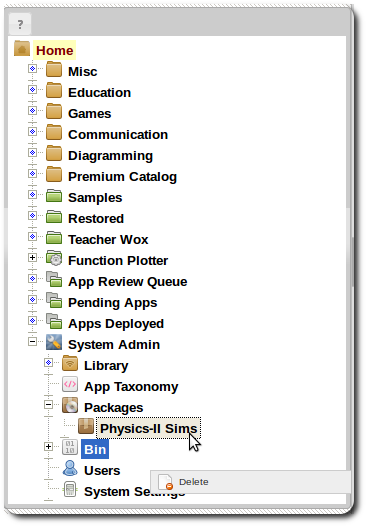 ?
Home
Misc
Education
Games
Communication
Diagramming
Premium Catalog
Samples
Restored
Teacher Wox
Function Plotter
App Review Queue
Pending Apps
Apps Deployed
System Admin
Library
App Taxonomy
Packages
Physics-II Sims
Bin
Users
Delete
System Settings